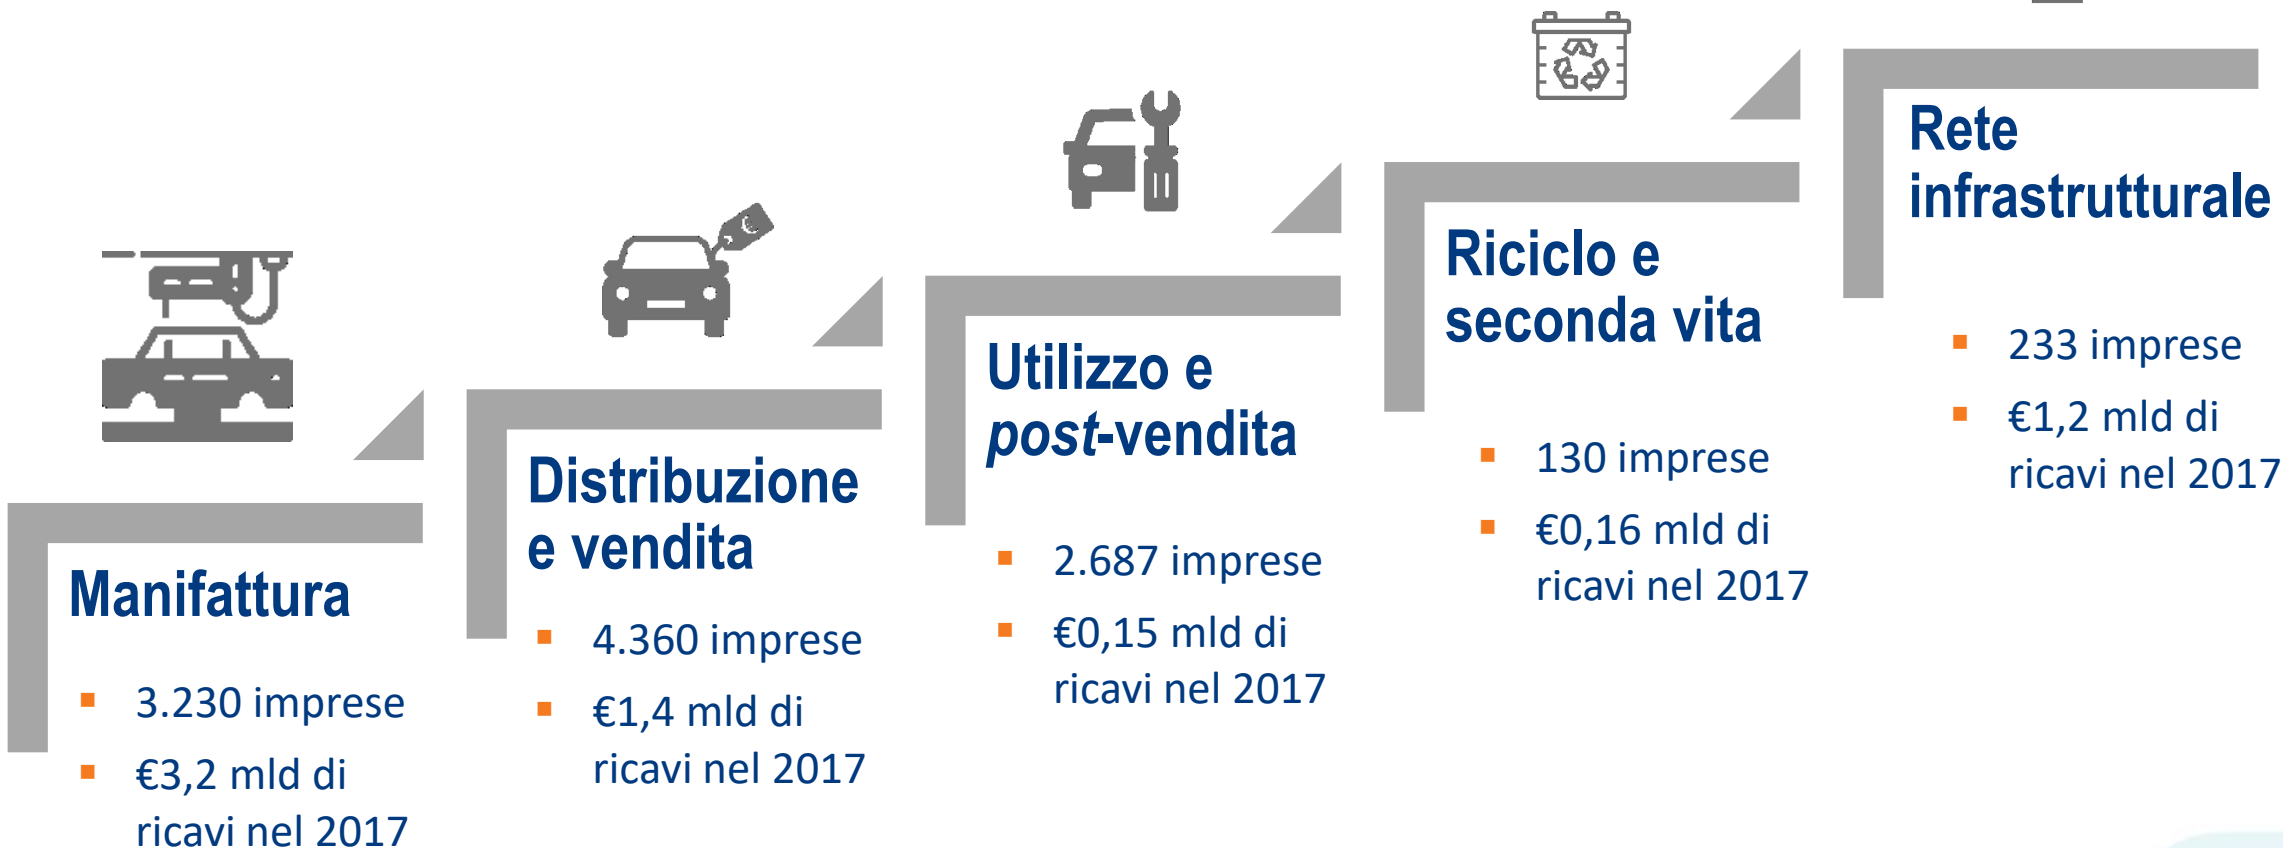 Manifattura
3.230 imprese
€3,2 mld di
ricavi nel 2017
Distribuzione
e vendita
4.360 imprese
€1,4 mld di
ricavi nel 2017
Utilizzo e
post-vendita
2.687 imprese
€0,15 mld di
ricavi nel 2017
Riciclo e
seconda vita
130 imprese
€0,16 mld di
ricavi nel 2017
Rete
infrastrutturale
233 imprese
€1,2 mld di
ricavi nel 2017